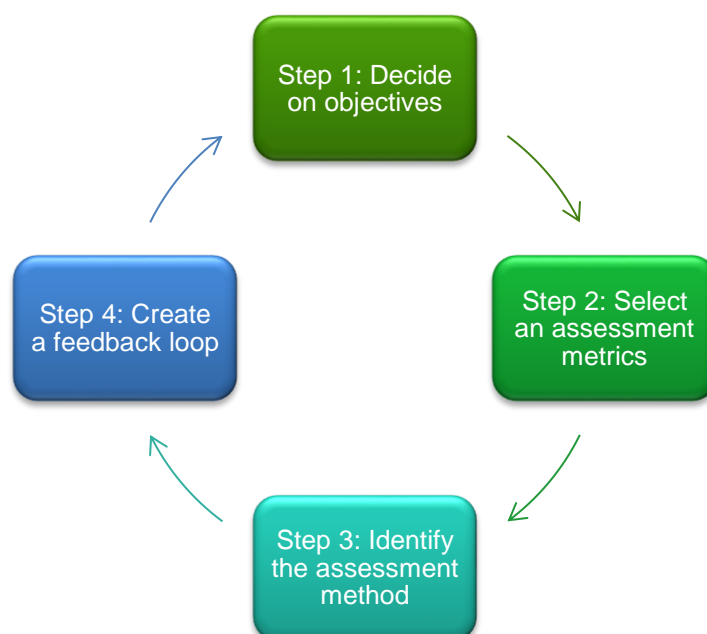 Step 1: Decide
on objectives
Step 2: Select
an assessment
metrics
Step 3: Identify
the assessment
method
Step 4: Create
a feedback loop